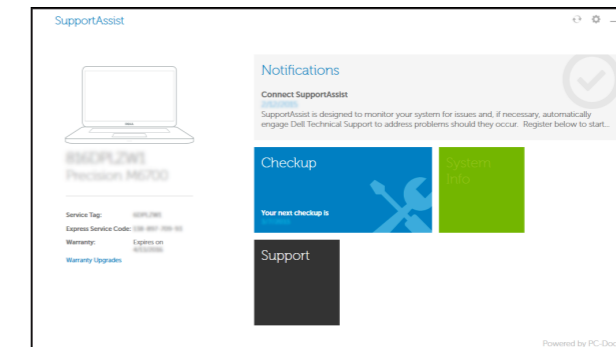 SupportAssist
Notifications
Connect SupportAssist
SupportAssist is designed to monitor your system for issues and, if necessary, automatically
engage Dell Technical Support to address problems should they occur. Register below to start...
Precision M6700
Checkup
System
Info
Your next checkup is
Service Tag:
Express Service Code:
Warranty: Expires on
Warranty Upgrades
Support
Powered by PC-Doc